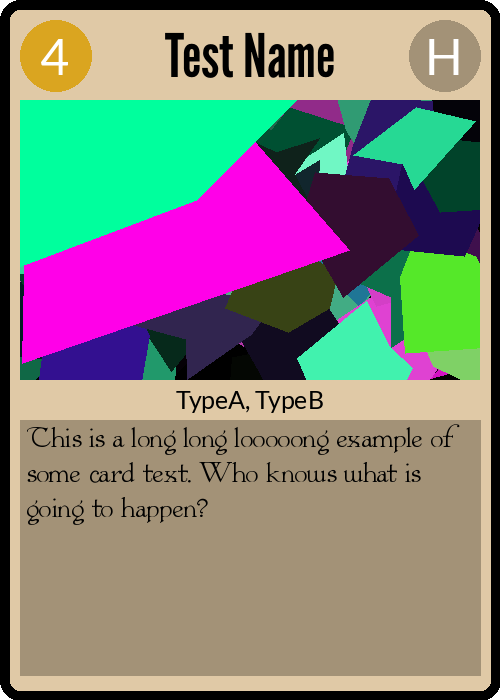 4 Test Name H
TypeA, TypeB
This is a long long looooong example of
some card text. Who knows what is
going to happen?